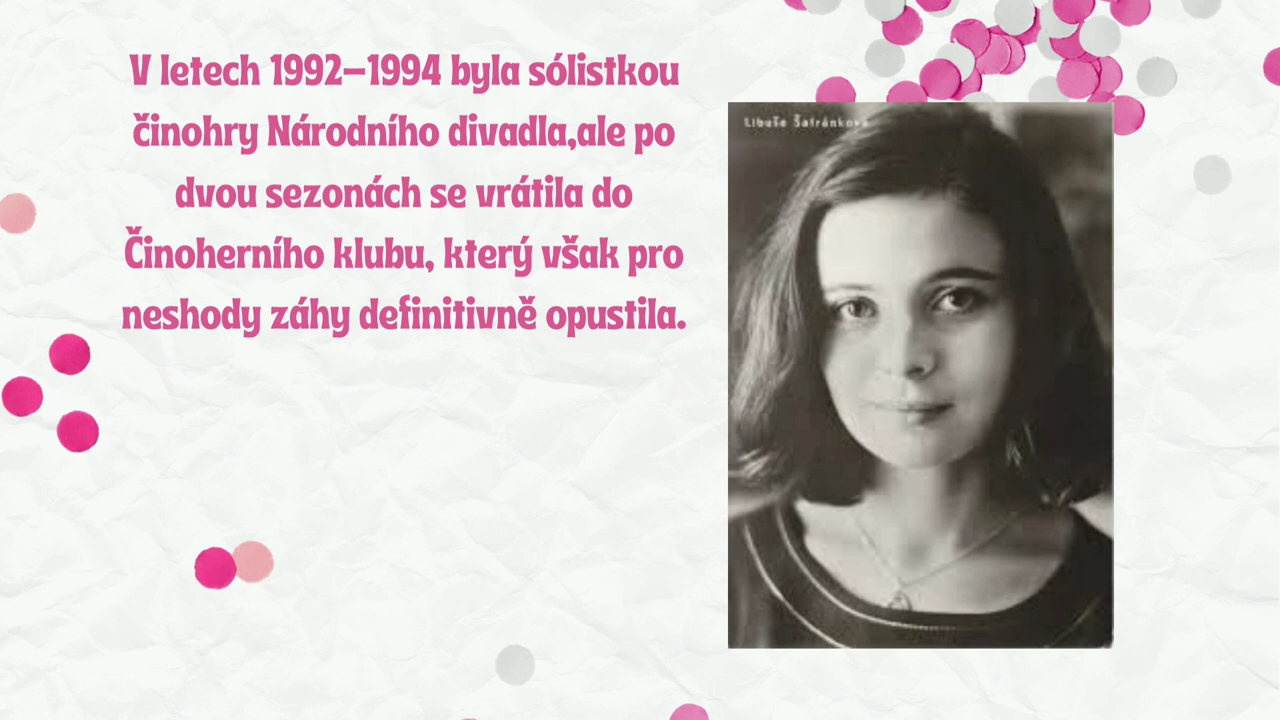 V letech 1992–1994 byla sólistkou
činohry Národního divadla,ale po
dvou sezonách se vrátila do
Činoherního klubu, který však pro
neshody záhy definitivně opustila.
Libuše Šafránková